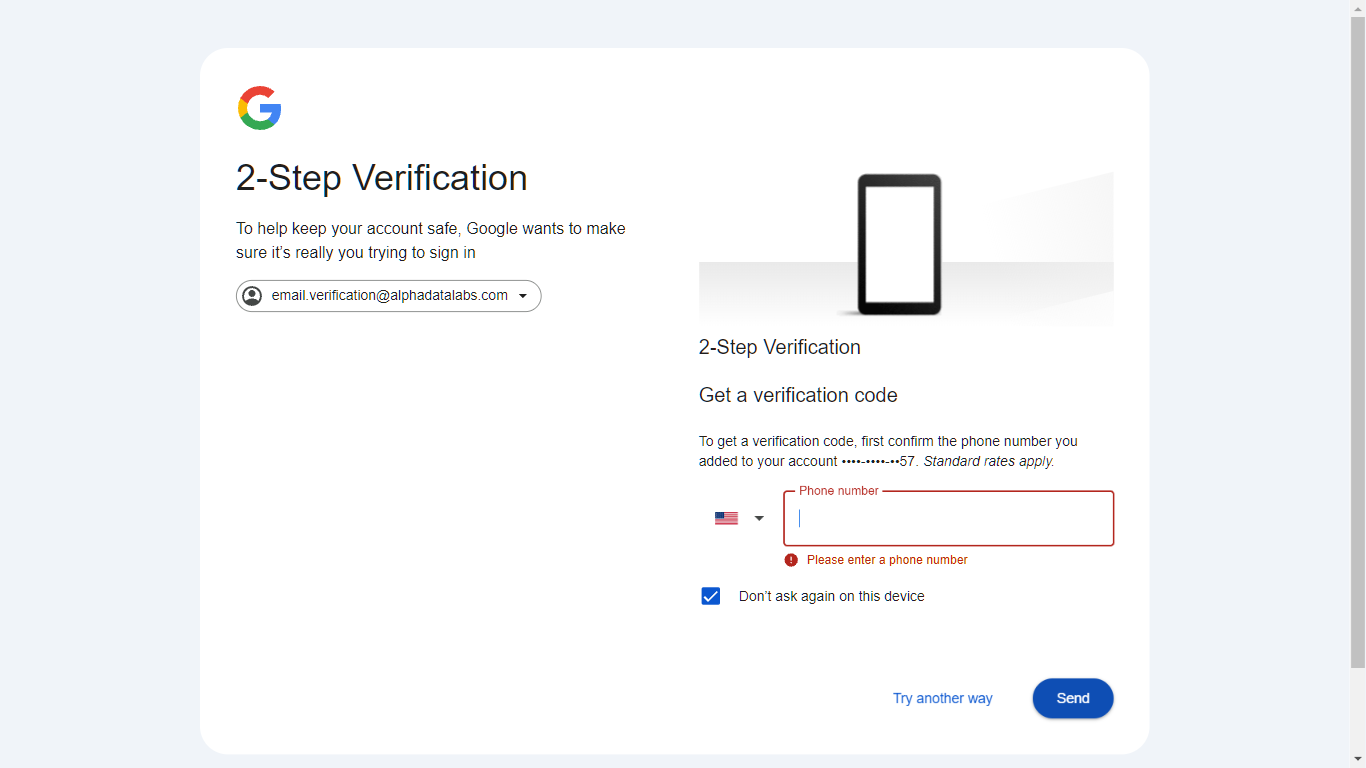 2-Step Verification
To help keep your account safe, Google wants to make
sure it’s really you trying to sign in
email.verification@alphadatalabs.com
2-Step Verification
Get a verification code
To get a verification code, first confirm the phone number you
added to your account ••••-••••-••57. Standard rates apply.
Phone number
Please enter a phone number
Don’t ask again on this device
Try another way
Send